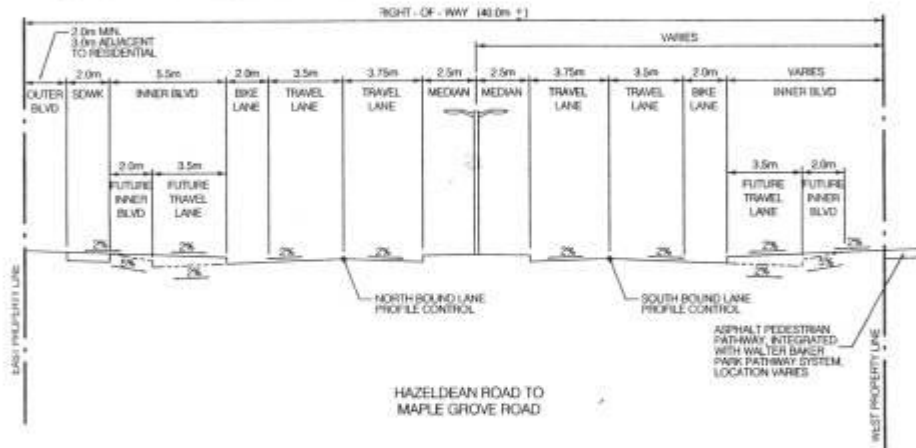 RIGHT - OF - WAY (40.0m ±)
2.0m MIN.
3.0m ADJACENT
TO RESIDENTIAL
VARIES
2.0m
5.5m
2.0m
3.5m
3.75m
2.5m
2.5m
3.75m
3.5m
2.0m
VARIES
OUTER
BLVD
SDWK
INNER BLVD
BIKE
LANE
TRAVEL
LANE
TRAVEL
LANE
MEDIAN
MEDIAN
TRAVEL
LANE
TRAVEL
LANE
BIKE
LANE
INNER BLVD
2.0m
3.5m
FUTURE
INNER
BLVD
FUTURE
TRAVEL
LANE
3.5m
2.0m
FUTURE
TRAVEL
LANE
FUTURE
INNER
BLVD
2%
2%
2%
2%
2%
2%
2%
2%
2%
2%
2%
NORTH BOUND LANE
PROFILE CONTROL
SOUTH BOUND LANE
PROFILE CONTROL
ASPHALT PEDESTRIAN
PATHWAY, INTEGRATED
WITH WALTER BAKER
PARK PATHWAY SYSTEM,
LOCATION VARIES
EAST PROPERTY LINE
WEST PROPERTY LINE
HAZELDEAN ROAD TO
MAPLE GROVE ROAD